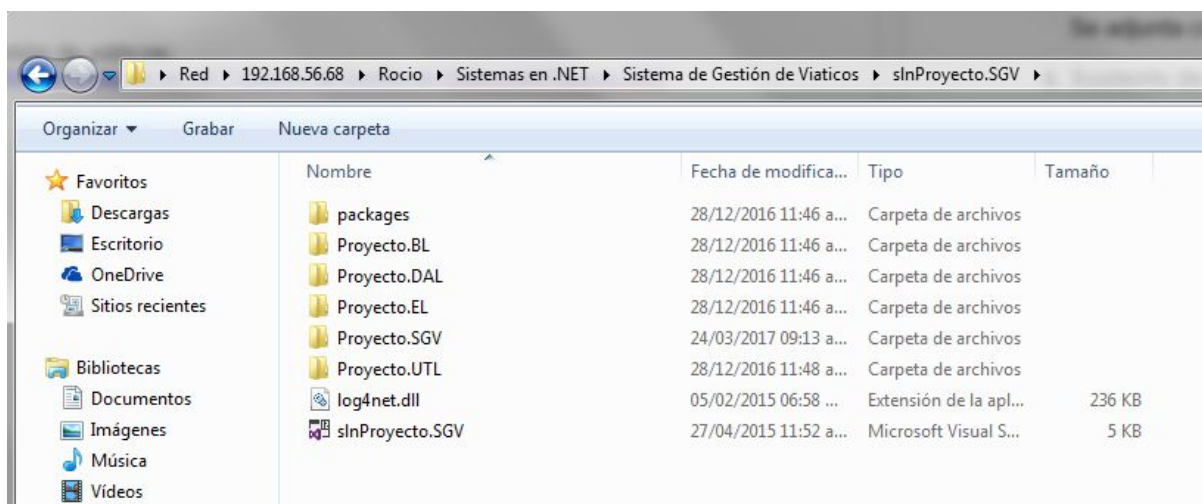 Se adjunta
Red ▸ 192.168.56.68 ▸ Rocio ▸ Sistemas en .NET ▸ Sistema de Gestión de Viaticos ▸ slnProyecto.SGV ▸
Organizar Grabar Nueva carpeta
Nombre Fecha de modifica... Tipo Tamaño
Favoritos
Descargas
Escritorio
OneDrive
Sitios recientes
Bibliotecas
Documentos
Imágenes
Música
Vídeos
packages 28/12/2016 11:46 a... Carpeta de archivos
Proyecto.BL 28/12/2016 11:46 a... Carpeta de archivos
Proyecto.DAL 28/12/2016 11:46 a... Carpeta de archivos
Proyecto.EL 28/12/2016 11:46 a... Carpeta de archivos
Proyecto.SGV 24/03/2017 09:13 a... Carpeta de archivos
Proyecto.UTL 28/12/2016 11:48 a... Carpeta de archivos
log4net.dll 05/02/2015 06:58 ... Extensión de la apl... 236 KB
slnProyecto.SGV 27/04/2015 11:52 a... Microsoft Visual S... 5 KB